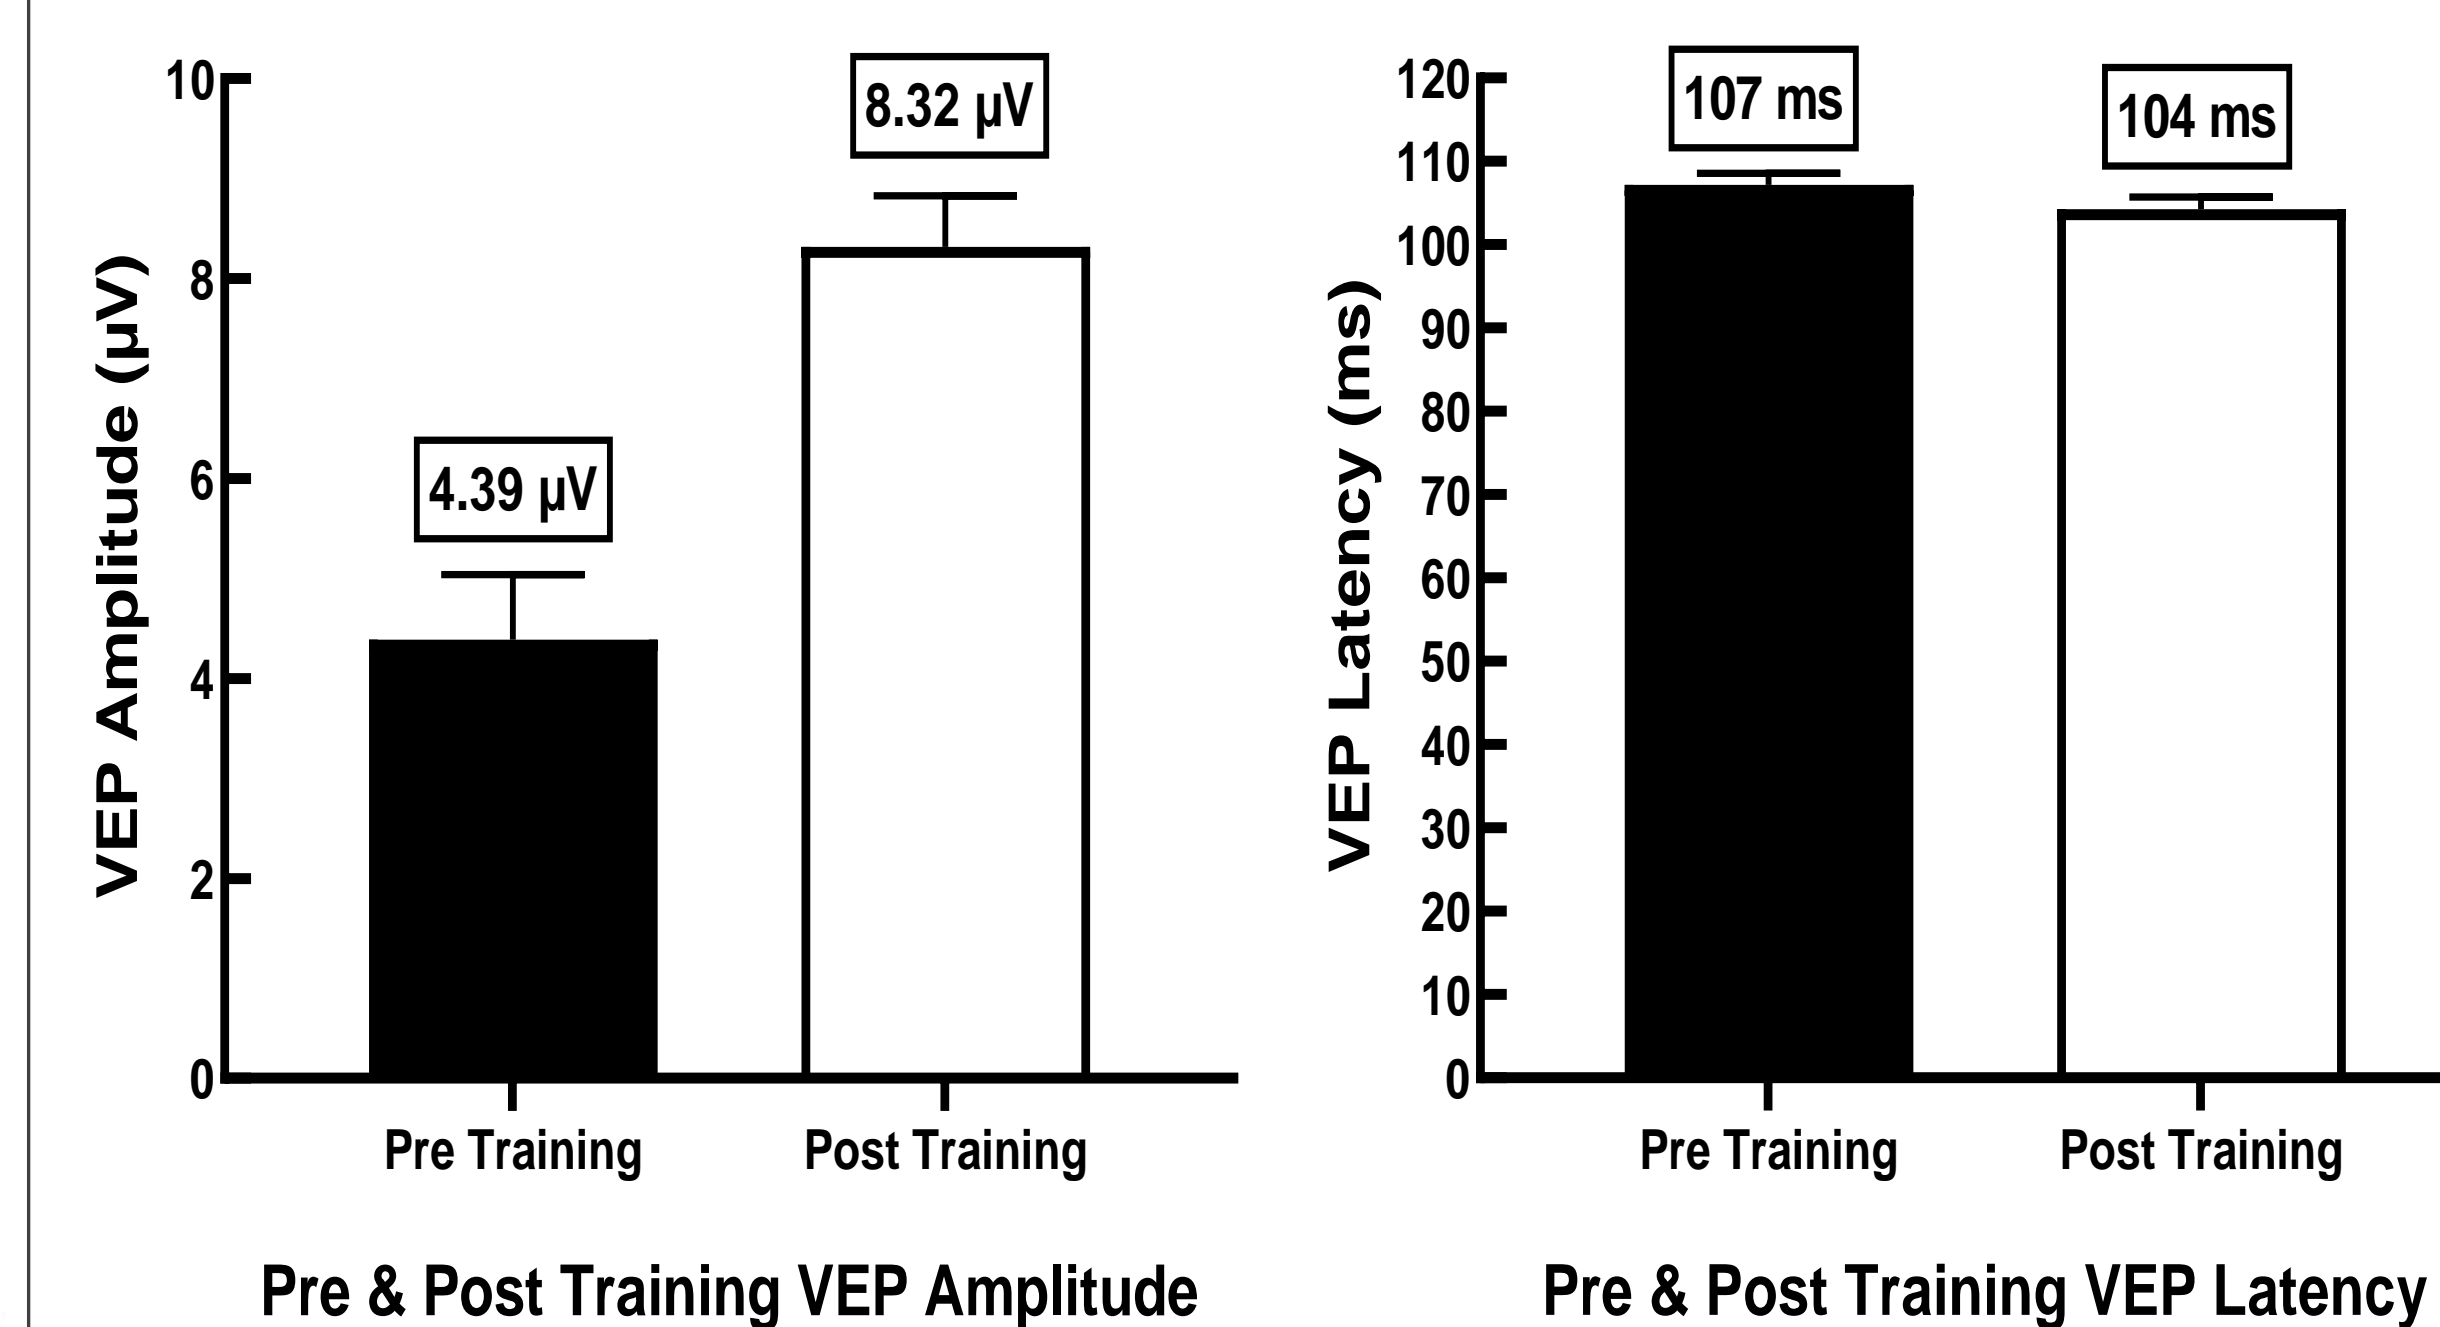 VEP Amplitude (µV)
10
8
6
4
2
0
4.39 µV
8.32 µV
Pre Training
Post Training
Pre & Post Training VEP Amplitude
VEP Latency (ms)
120
110
100
90
80
70
60
50
40
30
20
10
0
107 ms
104 ms
Pre Training
Post Training
Pre & Post Training VEP Latency